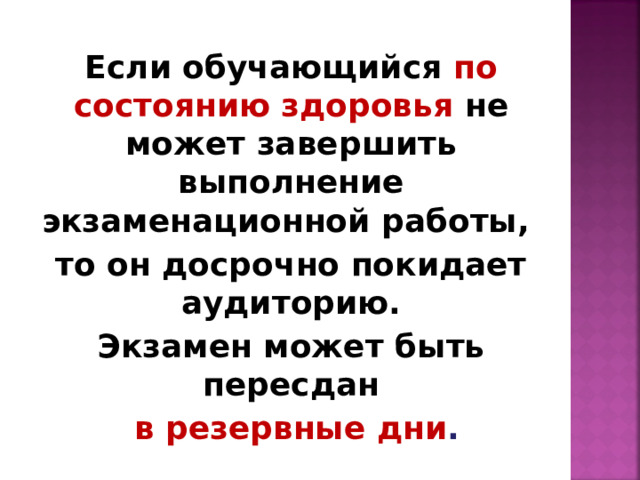 Если обучающийся по
состоянию здоровья не
может завершить
выполнение
экзаменационной работы,
то он досрочно покидает
аудиторию.
Экзамен может быть
пересдан
в резервные дни.